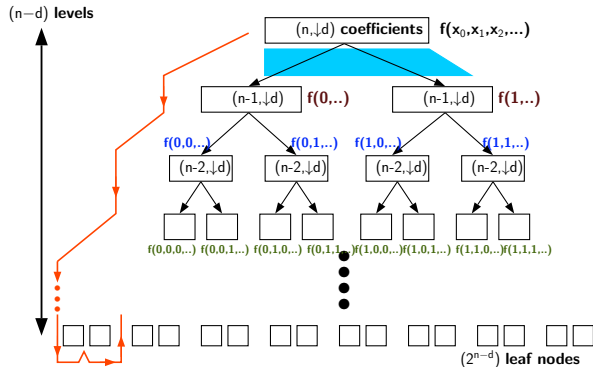 (n−d) levels
(n,↓d) coefficients f(x₀,x₁,x₂,...)
(n-1,↓d) f(0,..) (n-1,↓d) f(1,..)
f(0,0,..) f(0,1,..) f(1,0,..) f(1,1,..)
(n-2,↓d) (n-2,↓d) (n-2,↓d) (n-2,↓d)
f(0,0,0,..) f(0,0,1,..) f(0,1,0,..) f(0,1,1,..) f(1,0,0,..) f(1,0,1,..) f(1,1,0,..) f(1,1,1,..)
(2ⁿ⁻ᵈ) leaf nodes